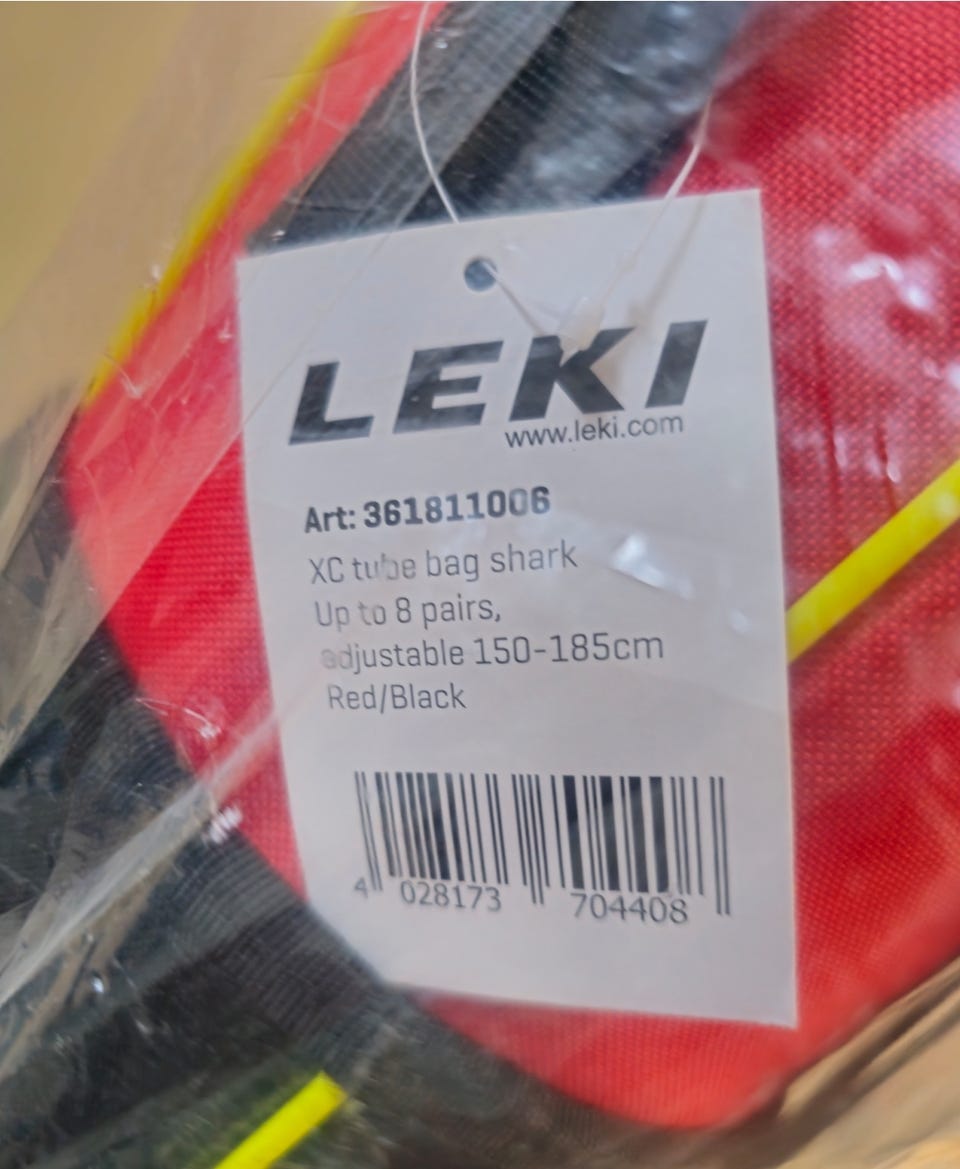 LEKI
www.leki.com
Art: 361811006
XC tube bag shark
Up to 8 pairs,
adjustable 150-185cm
Red/Black
4 028173 704408